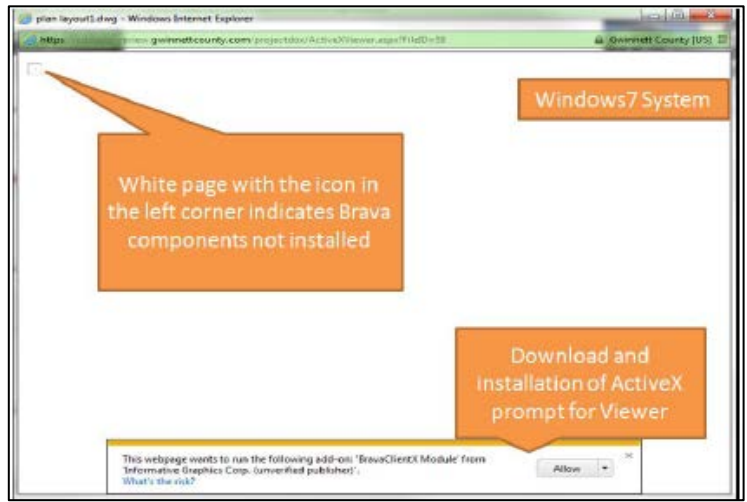 plan layout1.dwg - Windows Internet Explorer
https gwinnettcounty.com/projectdox/ActiveXViewer.aspx?FileID=98 Gwinnett County [US]
Windows7 System
White page with the icon in
the left corner indicates Brava
components not installed
Download and
installation of ActiveX
prompt for Viewer
This webpage wants to run the following add-on: 'BravaClientX Module' from
'Informative Graphics Corp. (unverified publisher)'.
What's the risk?
Allow